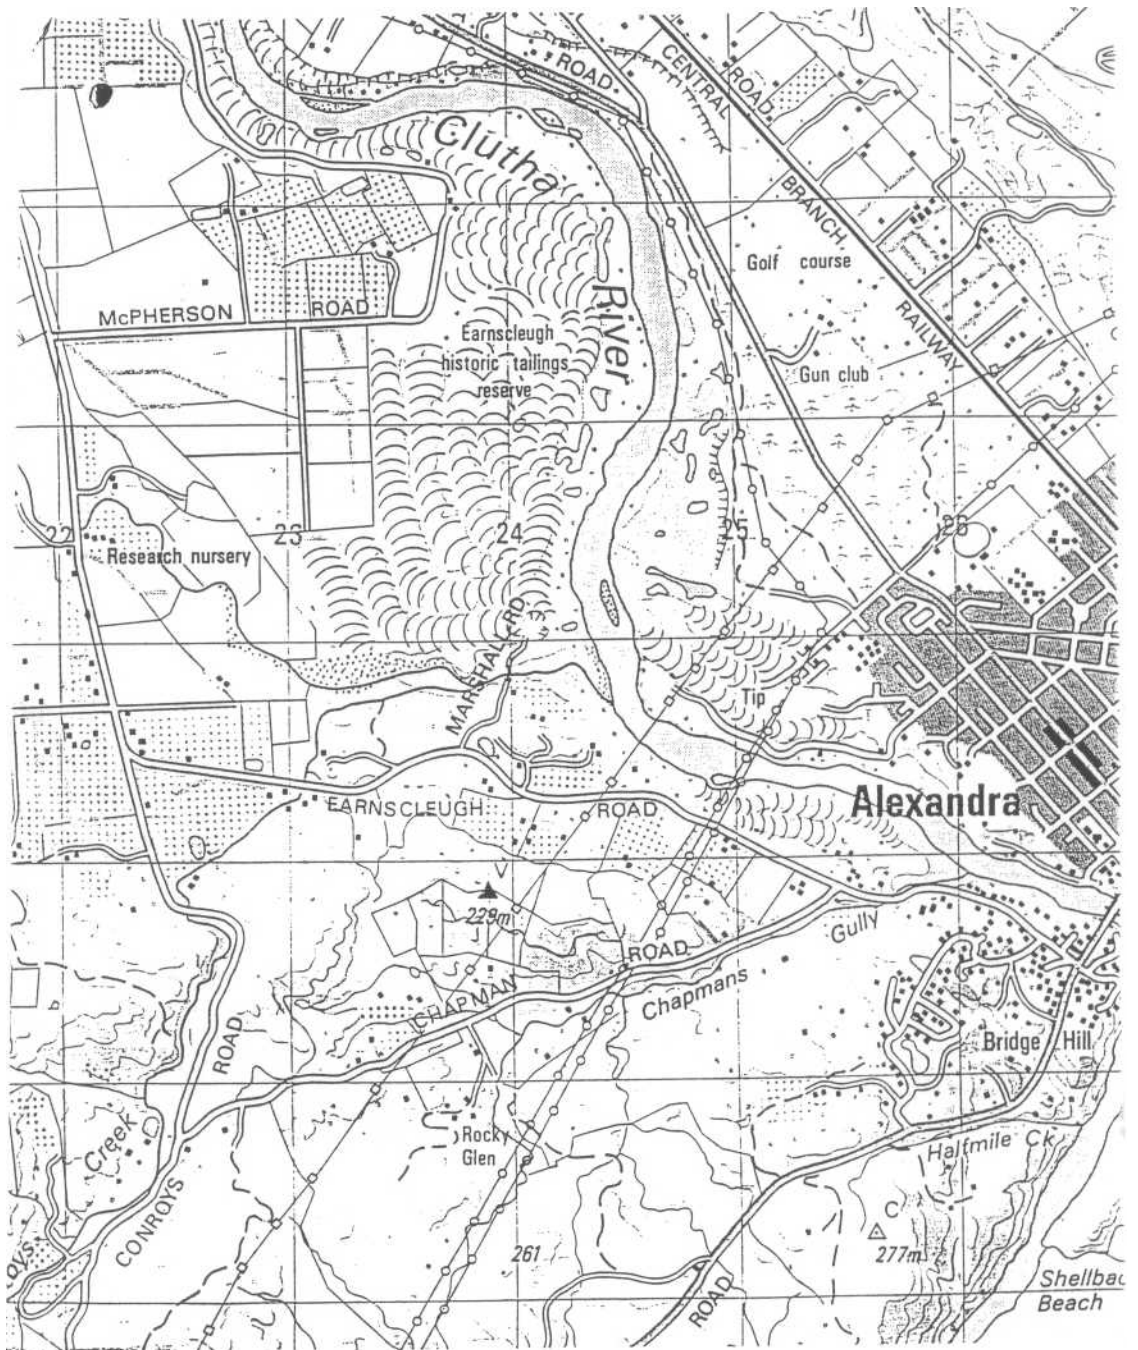 ROAD
CENTRAL
ROAD
Clutha
BRANCH
Golf course
River
RAILWAY
McPHERSON ROAD
Earnscleugh
historic tailings
reserve
Gun club
22
23
24
25
26
Research nursery
MARSHALL RD
Tip
EARNSCLEUGH ROAD
Alexandra
V
229m
Gully
CHAPMAN ROAD
Chapmans
ROAD
Bridge Hill
Creek
Rocky
Glen
Halfmile Ck
CONROYS
C
261
277m
ROAD
Shellbac
Beach